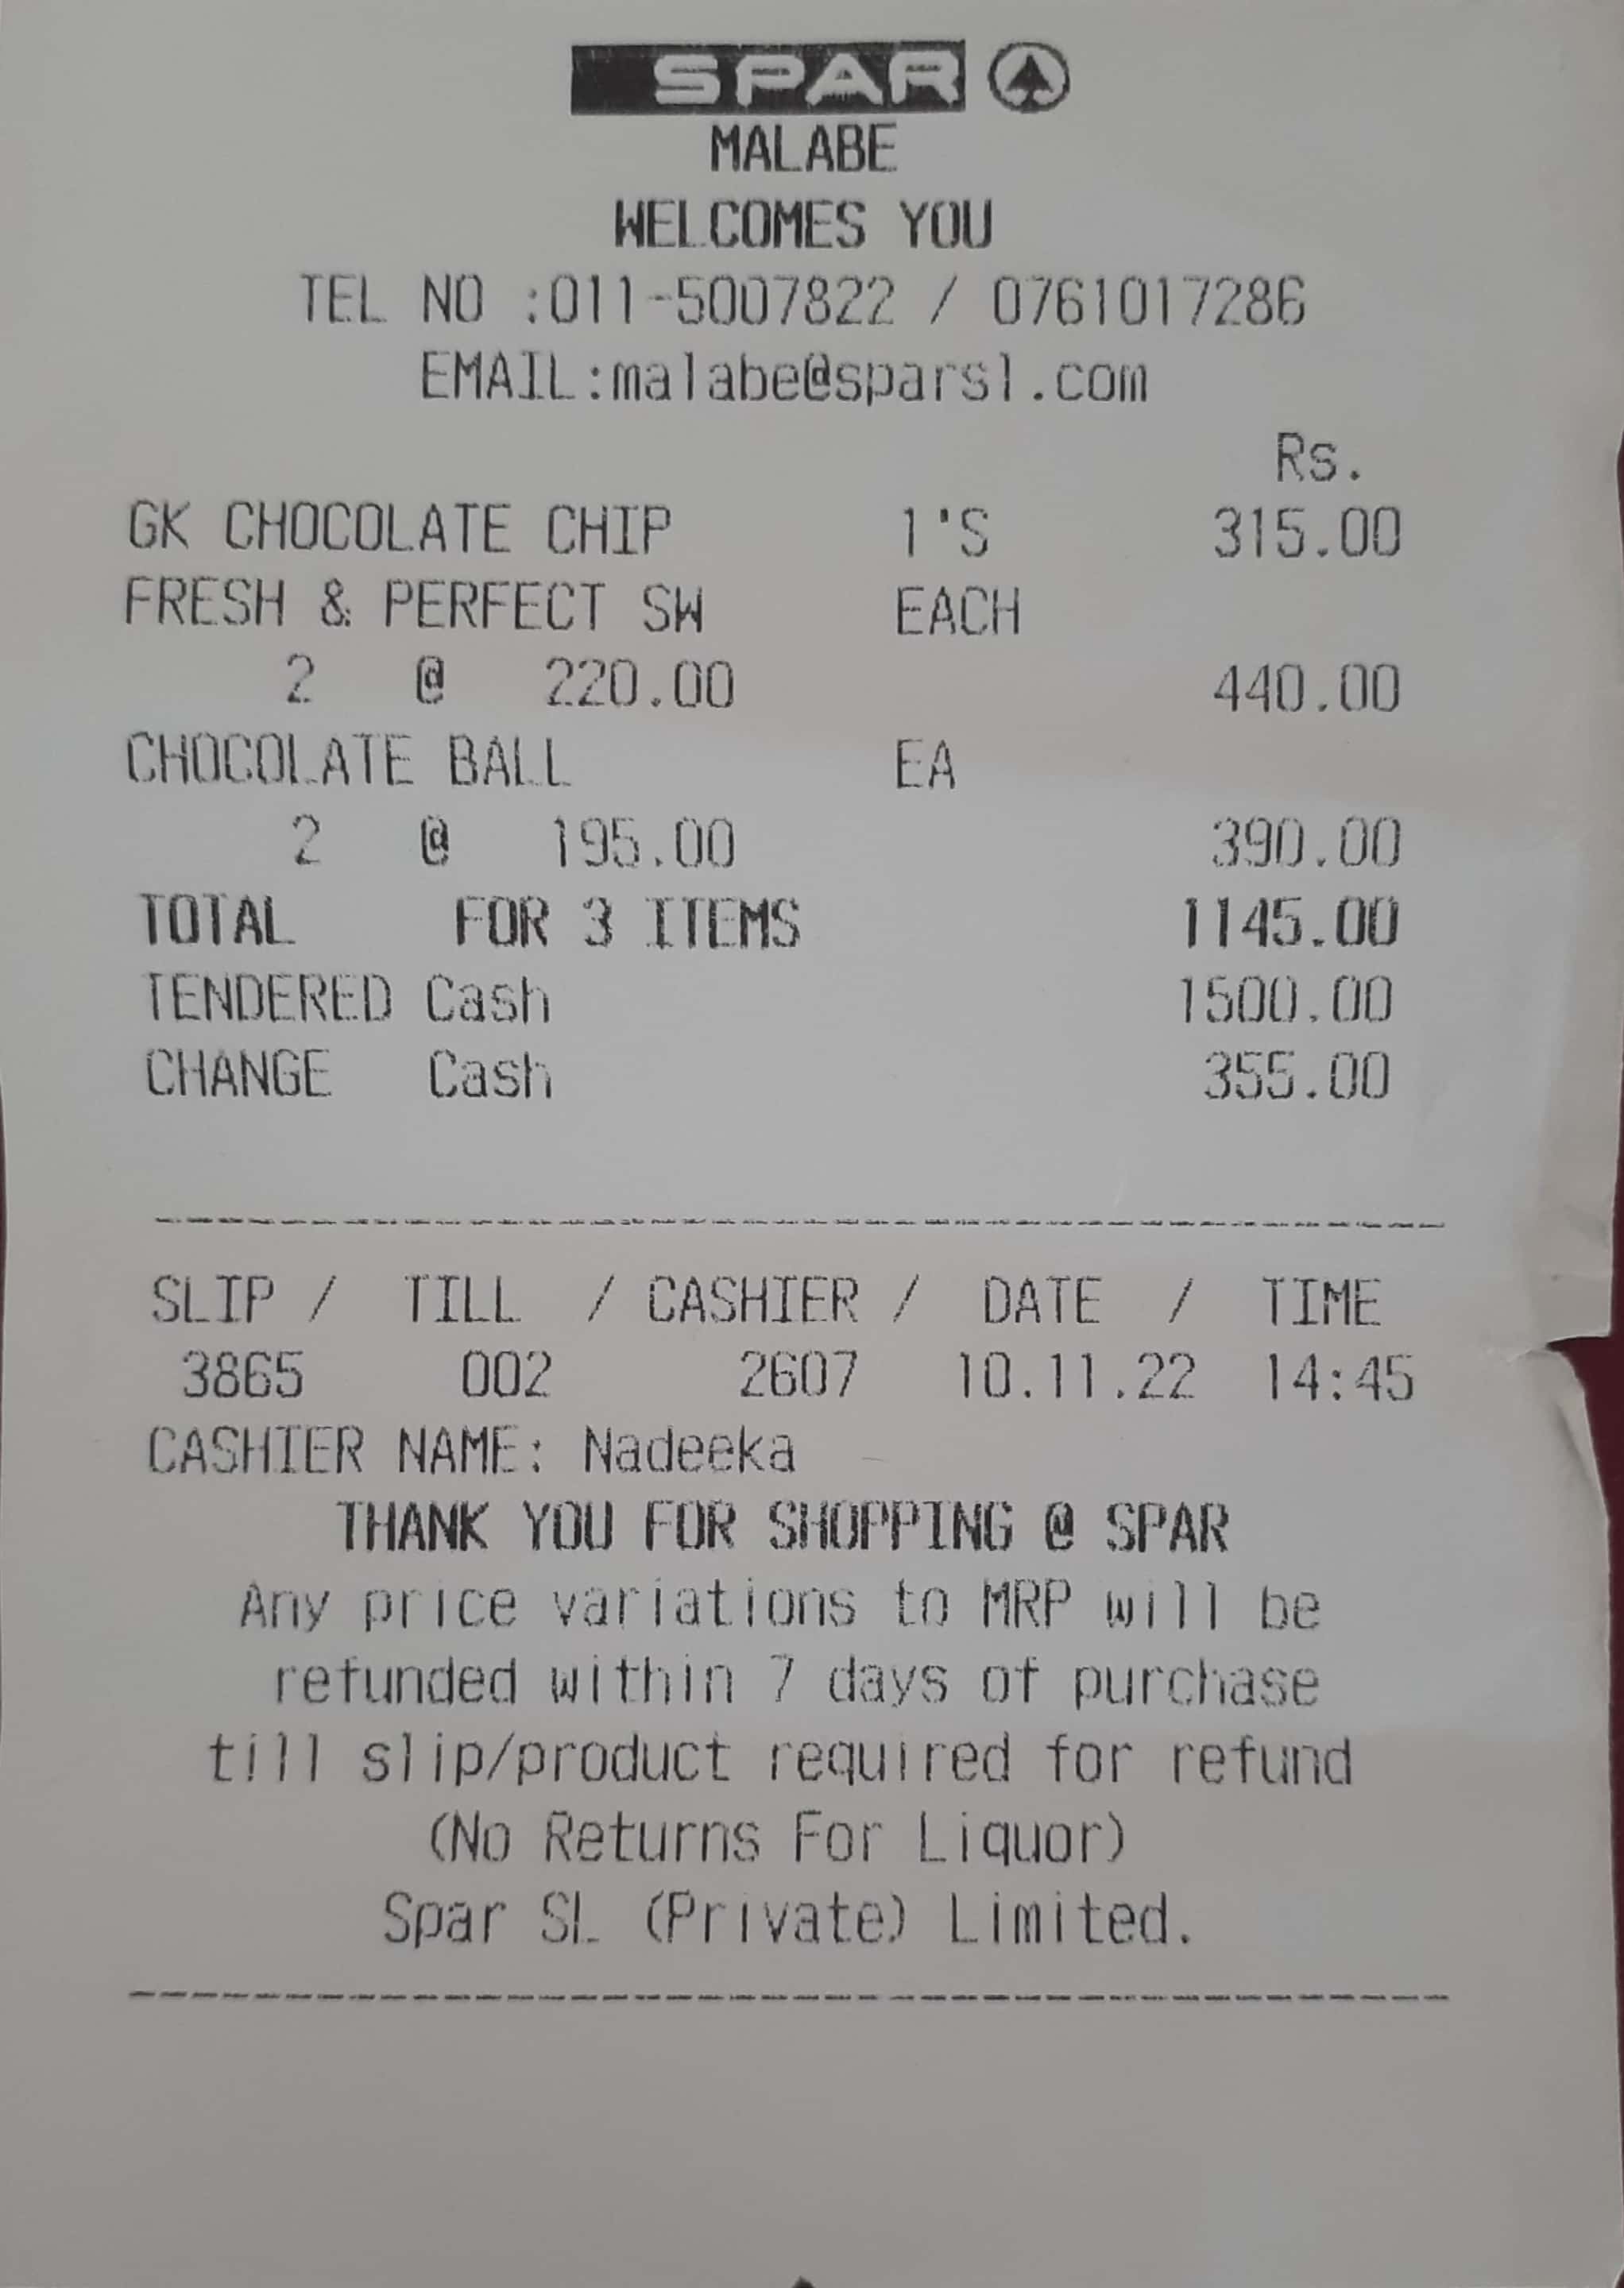 SPAR
MALABE
WELCOMES YOU
TEL NO :011-5007822 / 0761017286
EMAIL:malabe@sparsl.com
Rs.
GK CHOCOLATE CHIP 1'S 315.00
FRESH & PERFECT SW EACH
2 @ 220.00 440.00
CHOCOLATE BALL EA
2 @ 195.00 390.00
TOTAL FOR 3 ITEMS 1145.00
TENDERED Cash 1500.00
CHANGE Cash 355.00
SLIP / TILL / CASHIER / DATE / TIME
3865 002 2607 10.11.22 14:45
CASHIER NAME: Nadeeka
THANK YOU FOR SHOPPING @ SPAR
Any price variations to MRP will be
refunded within 7 days of purchase
till slip/product required for refund
(No Returns For Liquor)
Spar SL (Private) Limited.